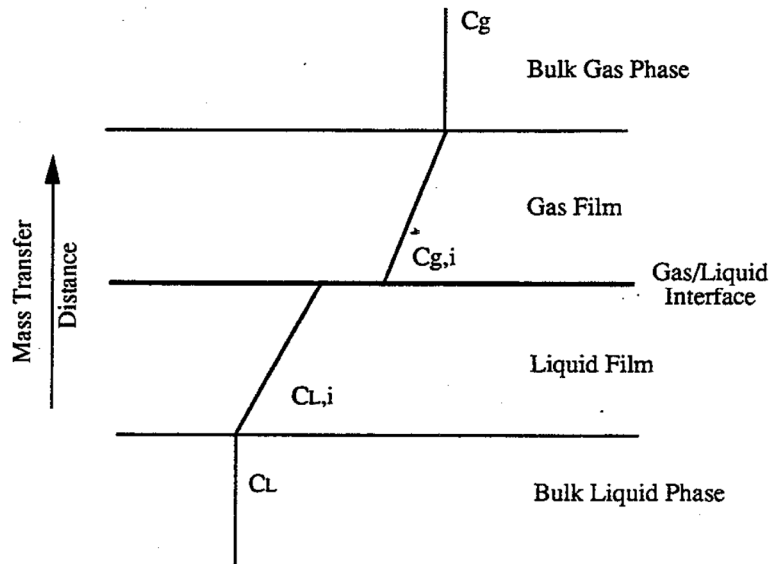 Cg
Bulk Gas Phase
Gas Film
Cg,i
Gas/Liquid
Interface
Mass Transfer
Distance
Liquid Film
CL,i
CL
Bulk Liquid Phase